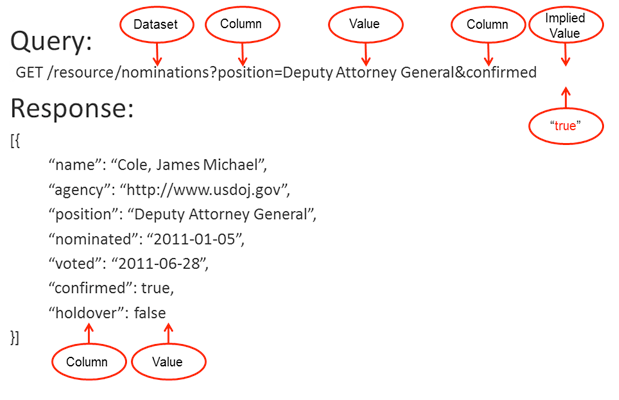 Dataset Column Value Column Implied
Value
Query:
GET /resource/nominations?position=Deputy Attorney General&confirmed
Response:
“true”
[{
“name”: “Cole, James Michael”,
“agency”: “http://www.usdoj.gov”,
“position”: “Deputy Attorney General”,
“nominated”: “2011-01-05”,
“voted”: “2011-06-28”,
“confirmed”: true,
“holdover”: false
}]
Column Value